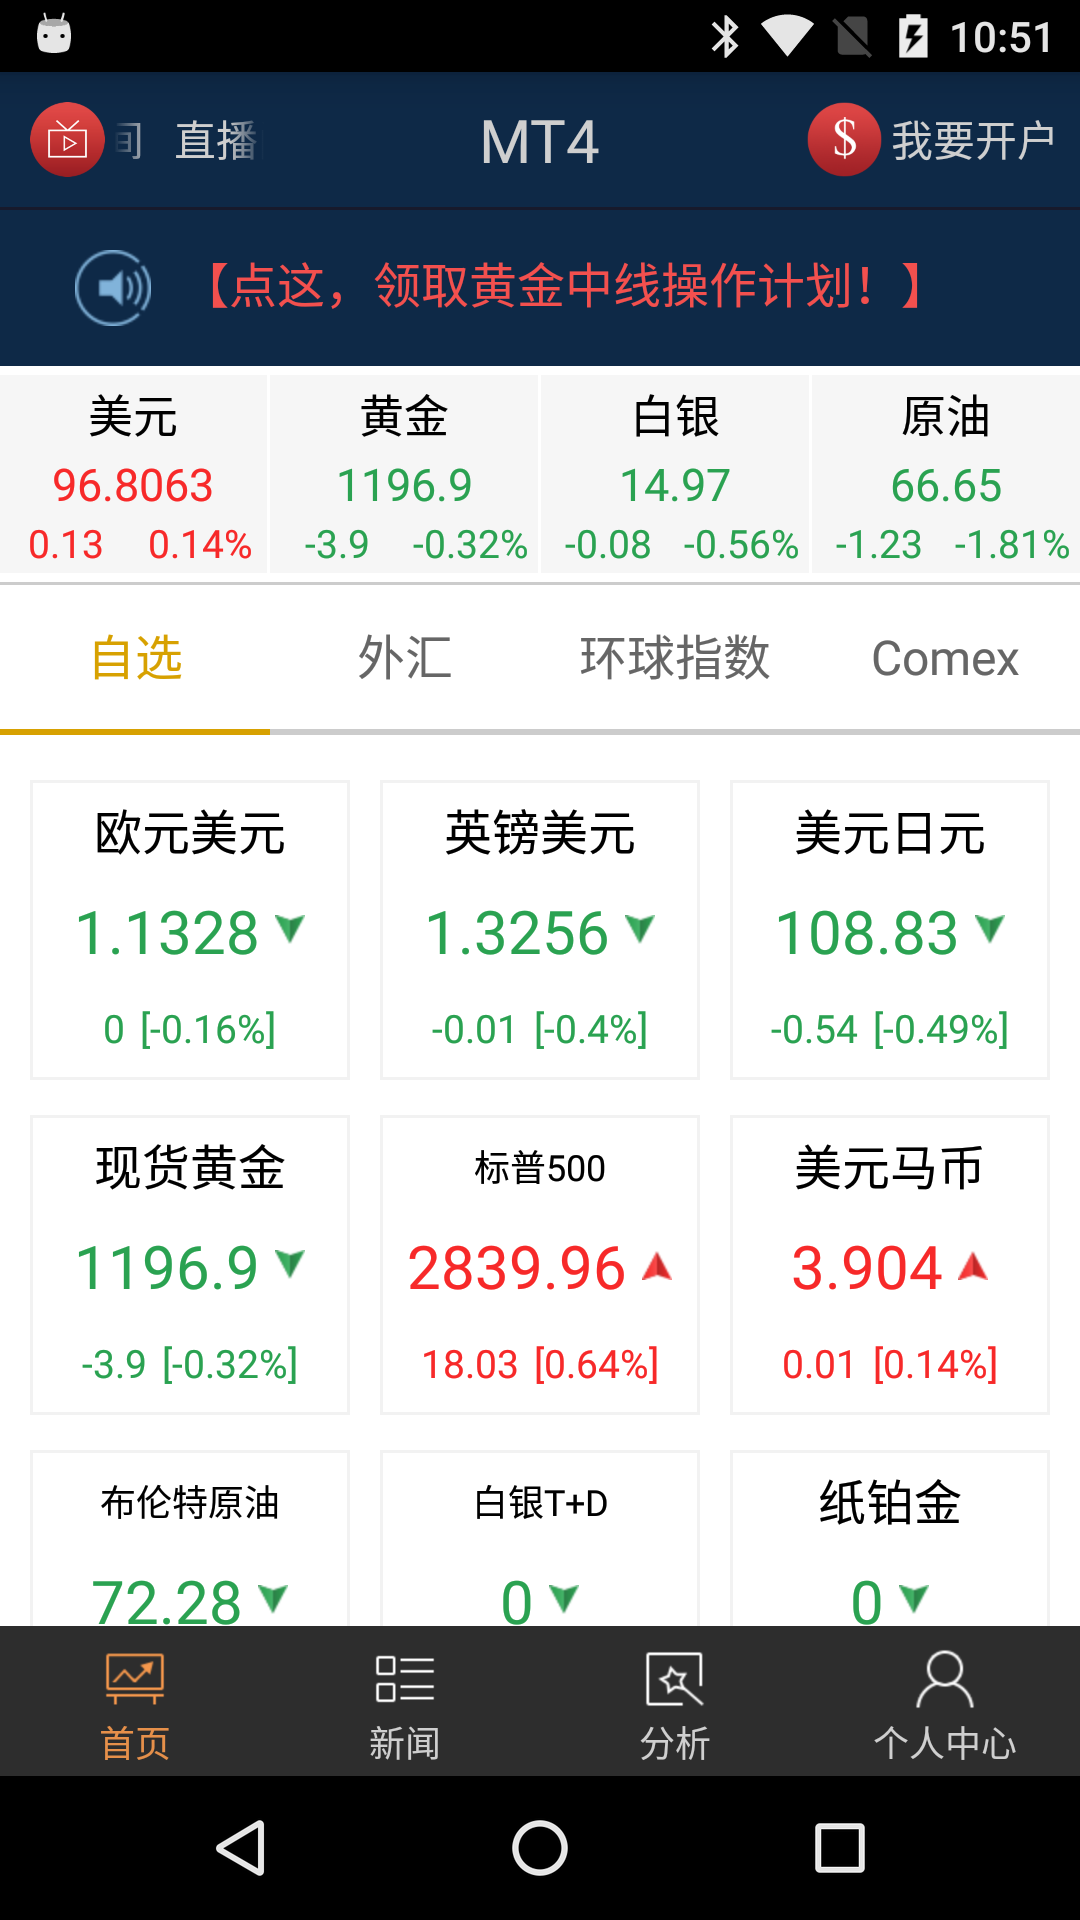 10:51
间 直播 MT4 $ 我要开户
【点这，领取黄金中线操作计划！】
美元 黄金 白银 原油
96.8063 1196.9 14.97 66.65
0.13 0.14% -3.9 -0.32% -0.08 -0.56% -1.23 -1.81%
自选 外汇 环球指数 Comex
欧元美元 英镑美元 美元日元
1.1328 1.3256 108.83
0 [-0.16%] -0.01 [-0.4%] -0.54 [-0.49%]
现货黄金 标普500 美元马币
1196.9 2839.96 3.904
-3.9 [-0.32%] 18.03 [0.64%] 0.01 [0.14%]
布伦特原油 白银T+D 纸铂金
72.28 0 0
首页 新闻 分析 个人中心